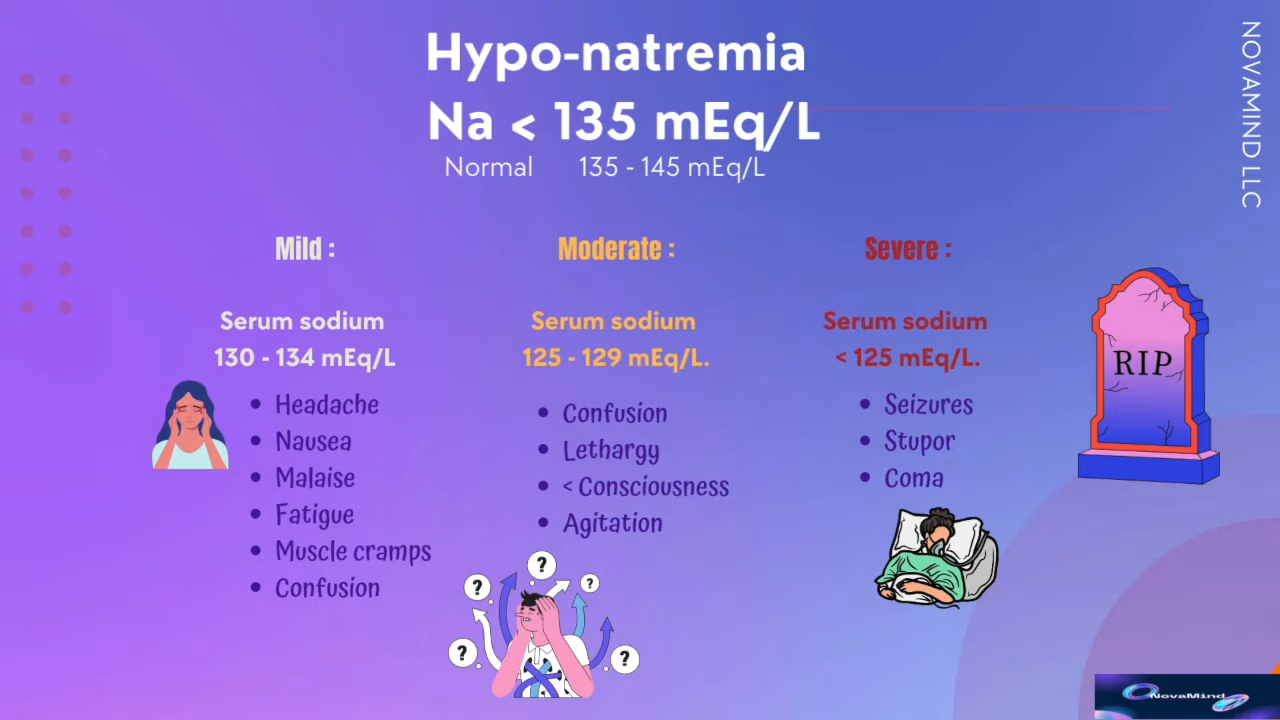 Hypo-natremia
Na < 135 mEq/L
Normal 135 - 145 mEq/L
NOVAMIND LLC
Mild :
Serum sodium
130 - 134 mEq/L
• Headache
• Nausea
• Malaise
• Fatigue
• Muscle cramps
• Confusion
Moderate :
Serum sodium
125 - 129 mEq/L.
• Confusion
• Lethargy
• < Consciousness
• Agitation
? ? ? ? ?
Severe :
Serum sodium
< 125 mEq/L.
• Seizures
• Stupor
• Coma
RIP
NovaMind